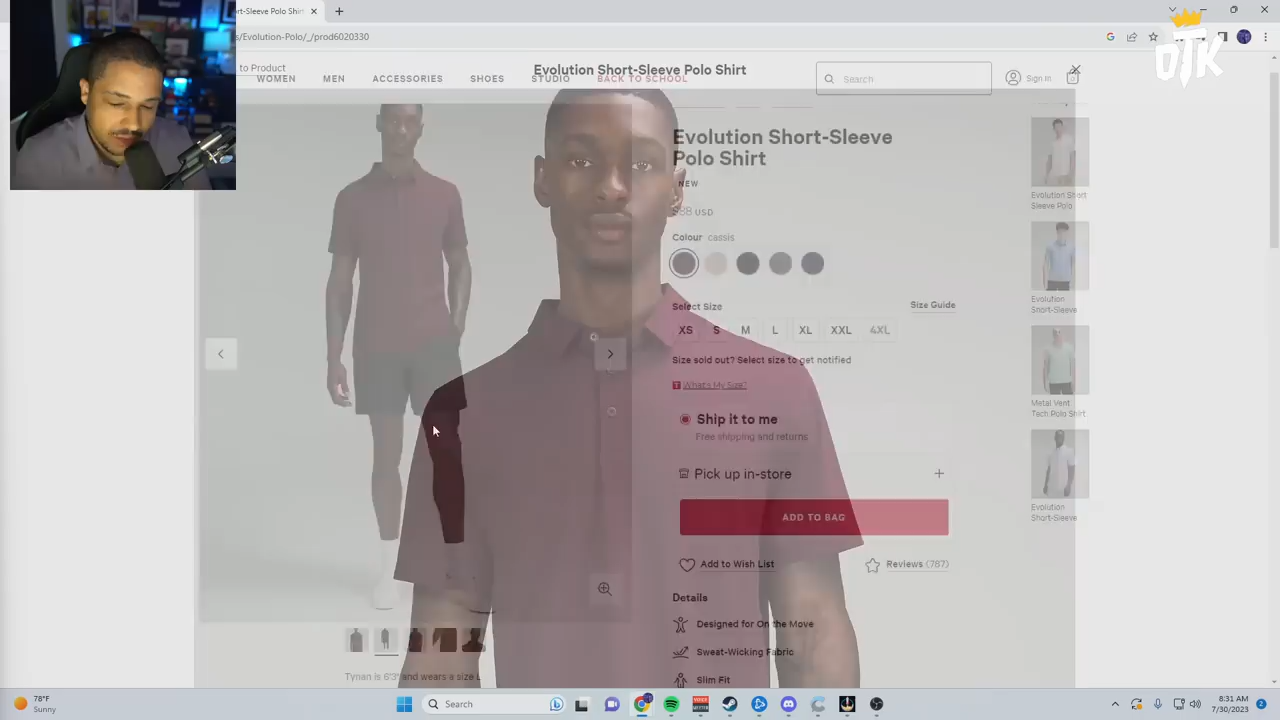 rt-Sleeve Polo Shirt
s/Evolution-Polo/_/prod6020330
to Product
Evolution Short-Sleeve Polo Shirt
WOMEN MEN ACCESSORIES SHOES STUDIO BACK TO SCHOOL
Search
Sign In
DTK
Evolution Short-Sleeve
Polo Shirt
NEW
$88 USD
Colour cassis
Select Size
Size Guide
XS S M L XL XXL 4XL
Size sold out? Select size to get notified
What's My Size?
Ship it to me
Free shipping and returns
Pick up in-store
ADD TO BAG
Add to Wish List
Reviews (787)
Details
Designed for On the Move
Sweat-Wicking Fabric
Slim Fit
Tynan is 6'3" and wears a size L
Evolution Short
Sleeve Polo
Evolution
Short-Sleeve
Metal Vent
Tech Polo Shirt
Evolution
Short-Sleeve
78°F
Sunny
Search
8:31 AM
7/30/2023